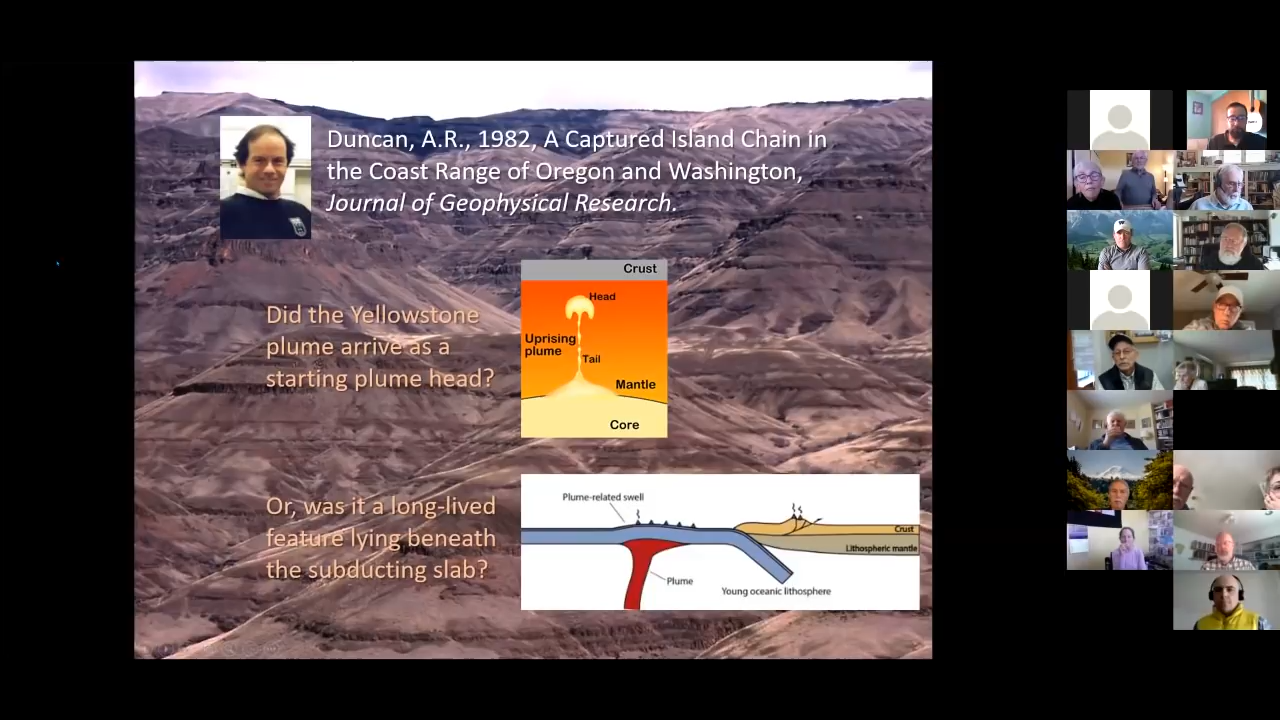 Duncan, A.R., 1982, A Captured Island Chain in
the Coast Range of Oregon and Washington,
Journal of Geophysical Research.
Did the Yellowstone
plume arrive as a
starting plume head?
Crust
Head
Uprising
plume
Tail
Mantle
Core
Or, was it a long-lived
feature lying beneath
the subducting slab?
Plume-related swell
Crust
Lithospheric mantle
Plume
Young oceanic lithosphere